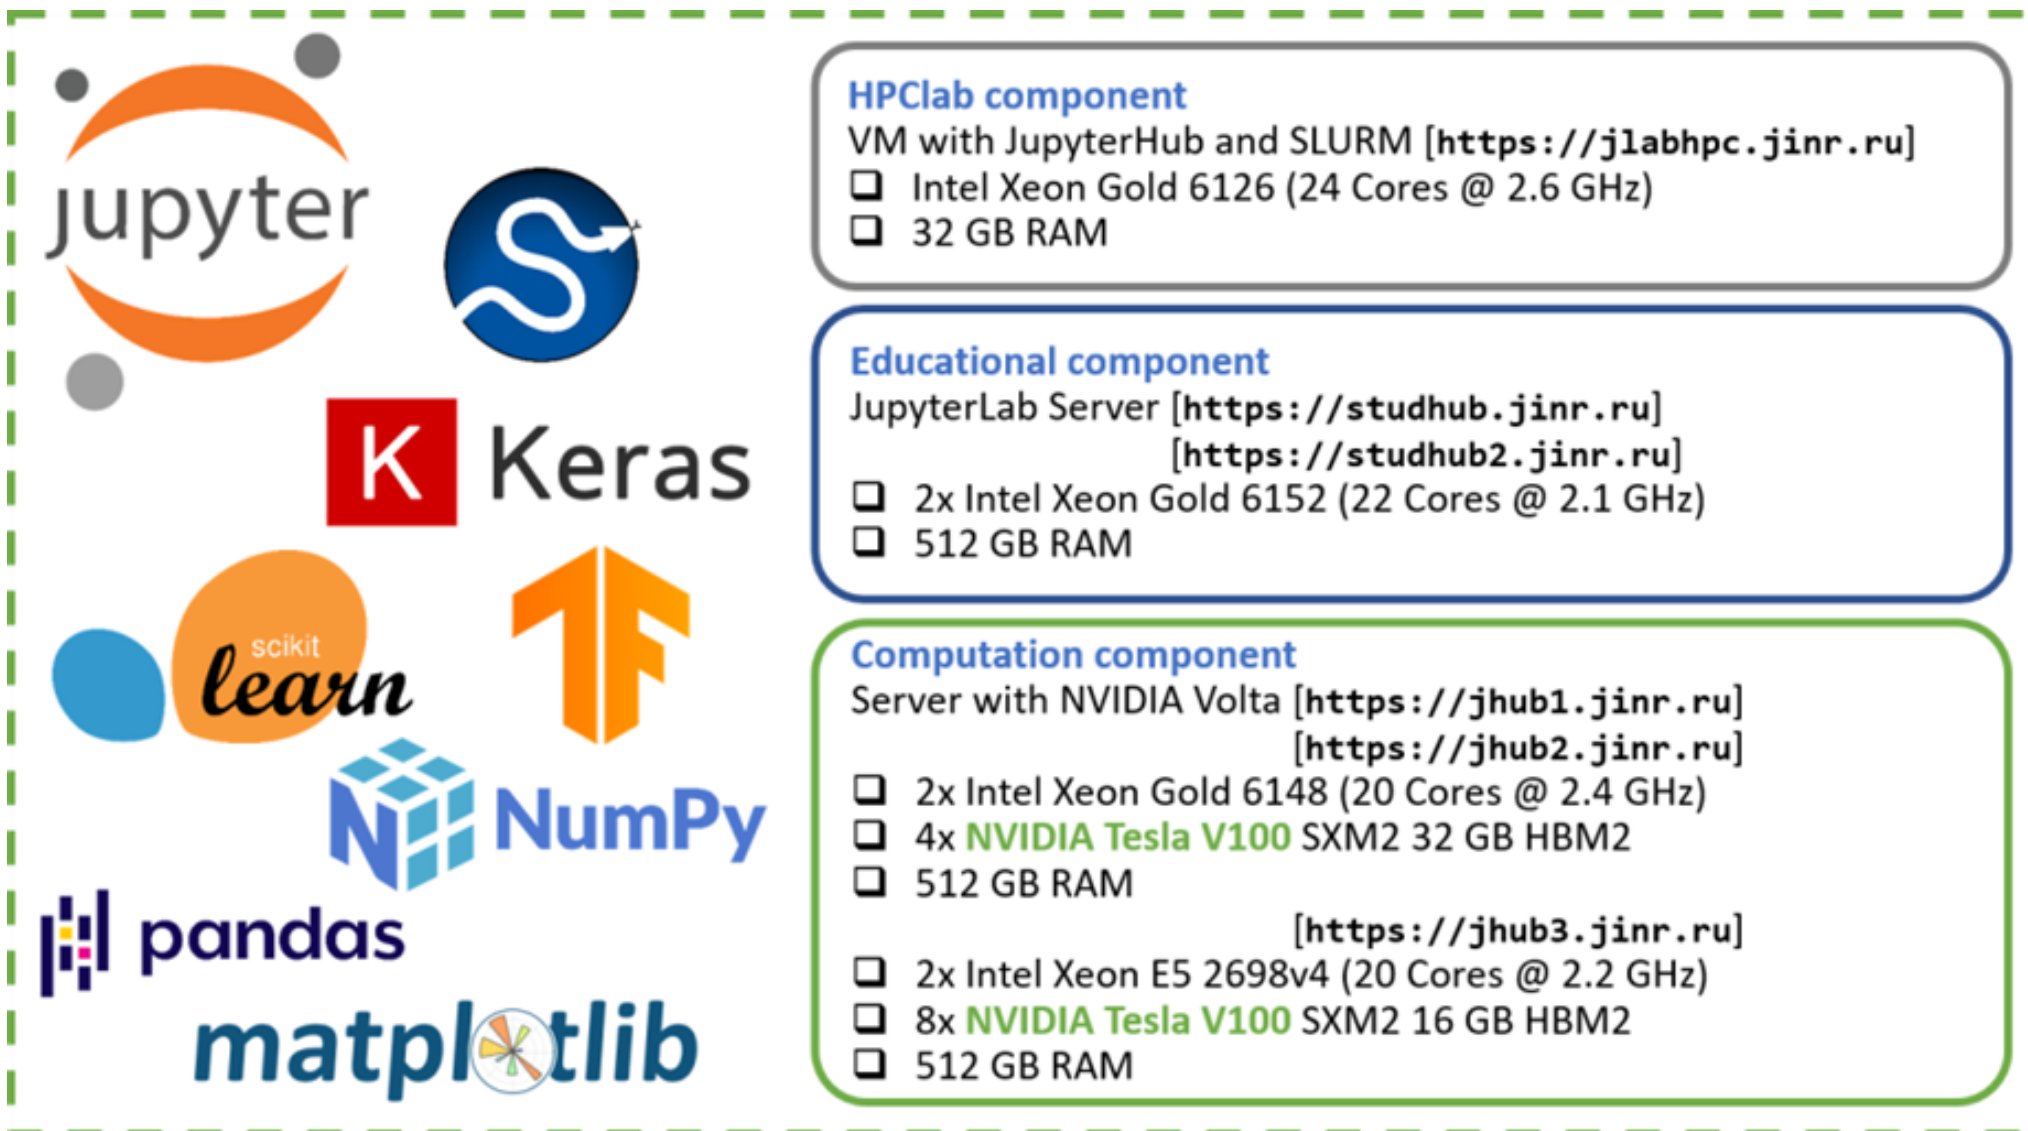 jupyter
K Keras
scikit
learn
NumPy
pandas
matplotlib
HPClab component
VM with JupyterHub and SLURM [https://jlabhpc.jinr.ru]
Intel Xeon Gold 6126 (24 Cores @ 2.6 GHz)
32 GB RAM
Educational component
JupyterLab Server [https://studhub.jinr.ru]
[https://studhub2.jinr.ru]
2x Intel Xeon Gold 6152 (22 Cores @ 2.1 GHz)
512 GB RAM
Computation component
Server with NVIDIA Volta [https://jhub1.jinr.ru]
[https://jhub2.jinr.ru]
2x Intel Xeon Gold 6148 (20 Cores @ 2.4 GHz)
4x NVIDIA Tesla V100 SXM2 32 GB HBM2
512 GB RAM
[https://jhub3.jinr.ru]
2x Intel Xeon E5 2698v4 (20 Cores @ 2.2 GHz)
8x NVIDIA Tesla V100 SXM2 16 GB HBM2
512 GB RAM